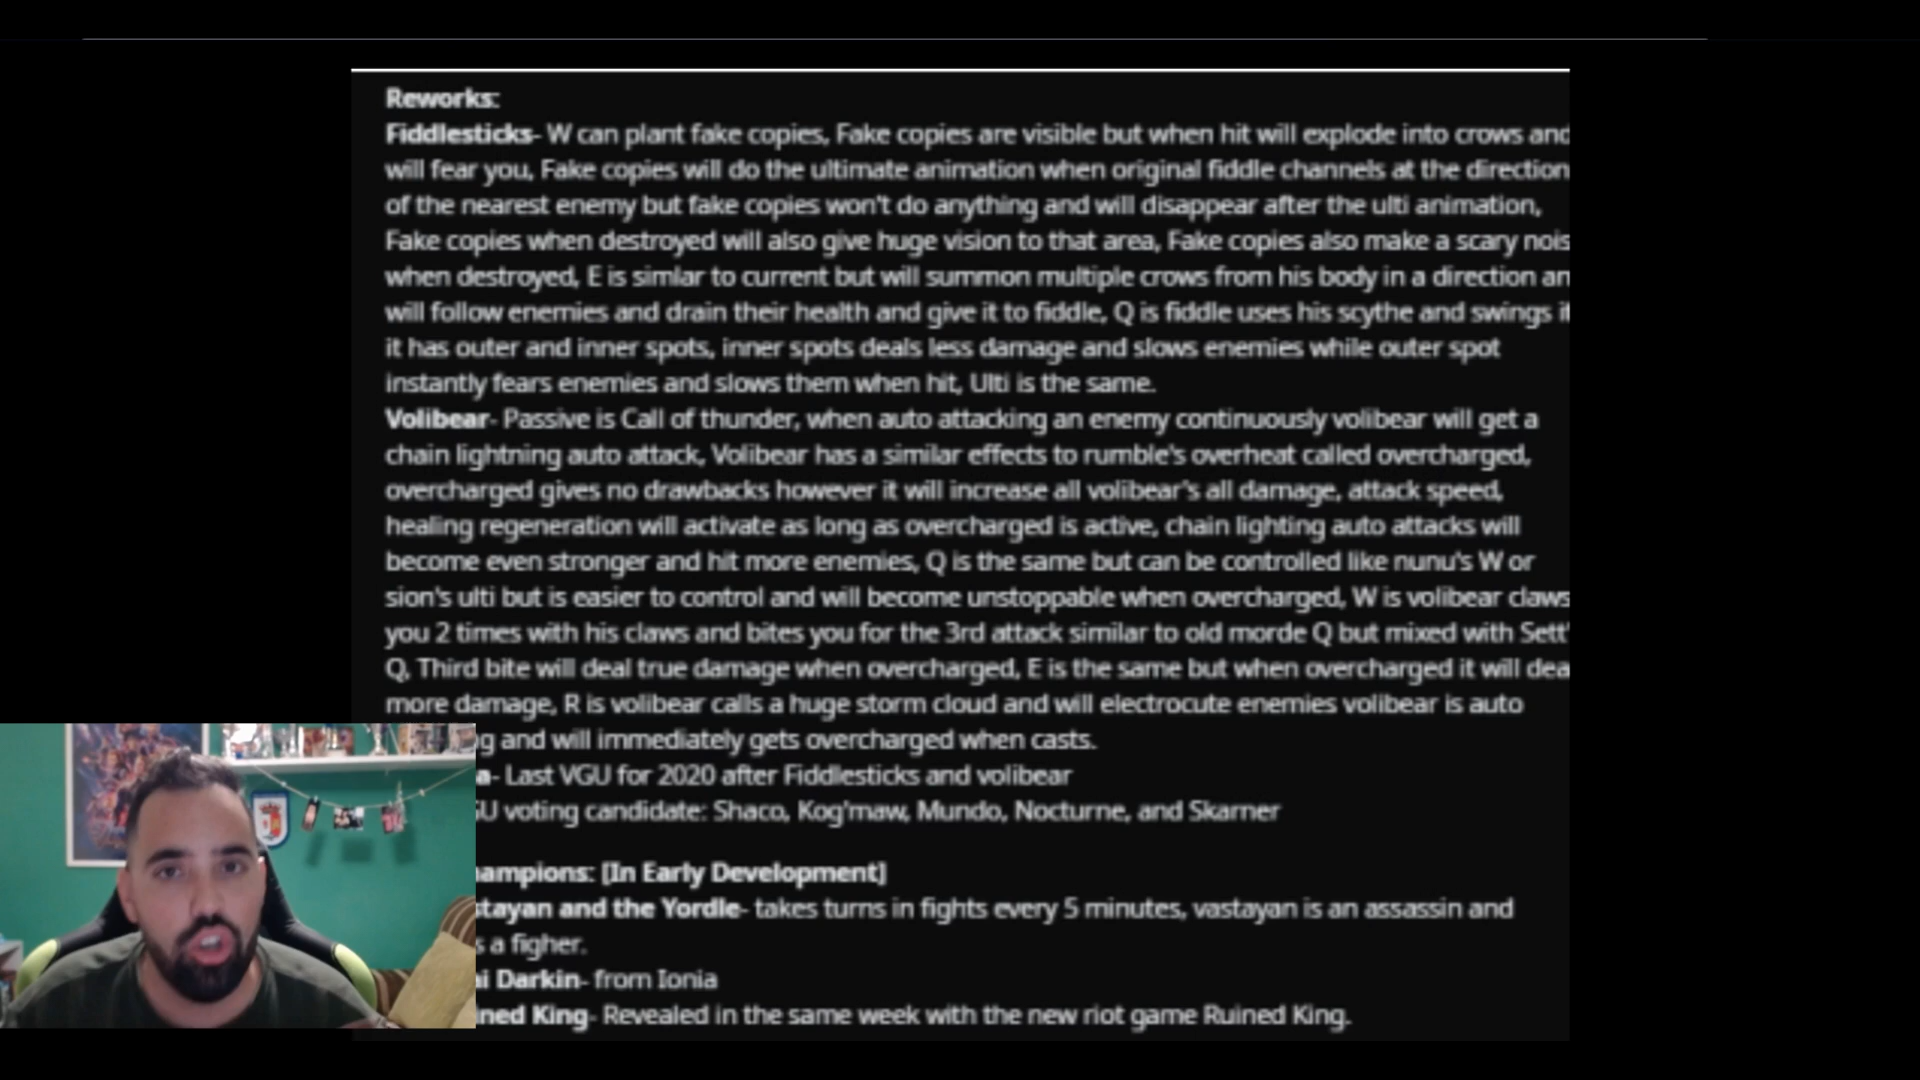 Reworks:
Fiddlesticks- W can plant fake copies, Fake copies are visible but when hit will explode into crows and
will fear you, Fake copies will do the ultimate animation when original fiddle channels at the direction
of the nearest enemy but fake copies won't do anything and will disappear after the ulti animation,
Fake copies when destroyed will also give huge vision to that area, Fake copies also make a scary nois
when destroyed, E is simlar to current but will summon multiple crows from his body in a direction an
will follow enemies and drain their health and give it to fiddle, Q is fiddle uses his scythe and swings it
it has outer and inner spots, inner spots deals less damage and slows enemies while outer spot
instantly fears enemies and slows them when hit, Ulti is the same.
Volibear- Passive is Call of thunder, when auto attacking an enemy continuously volibear will get a
chain lightning auto attack, Volibear has a similar effects to rumble's overheat called overcharged,
overcharged gives no drawbacks however it will increase all volibear's all damage, attack speed,
healing regeneration will activate as long as overcharged is active, chain lighting auto attacks will
become even stronger and hit more enemies, Q is the same but can be controlled like nunu's W or
sion's ulti but is easier to control and will become unstoppable when overcharged, W is volibear claws
you 2 times with his claws and bites you for the 3rd attack similar to old morde Q but mixed with Sett'
Q, Third bite will deal true damage when overcharged, E is the same but when overcharged it will dea
more damage, R is volibear calls a huge storm cloud and will electrocute enemies volibear is auto
g and will immediately gets overcharged when casts.
a- Last VGU for 2020 after Fiddlesticks and volibear
GU voting candidate: Shaco, Kog'maw, Mundo, Nocturne, and Skarner
ampions: [In Early Development]
stayan and the Yordle- takes turns in fights every 5 minutes, vastayan is an assassin and
s a figher.
ai Darkin- from Ionia
ined King- Revealed in the same week with the new riot game Ruined King.